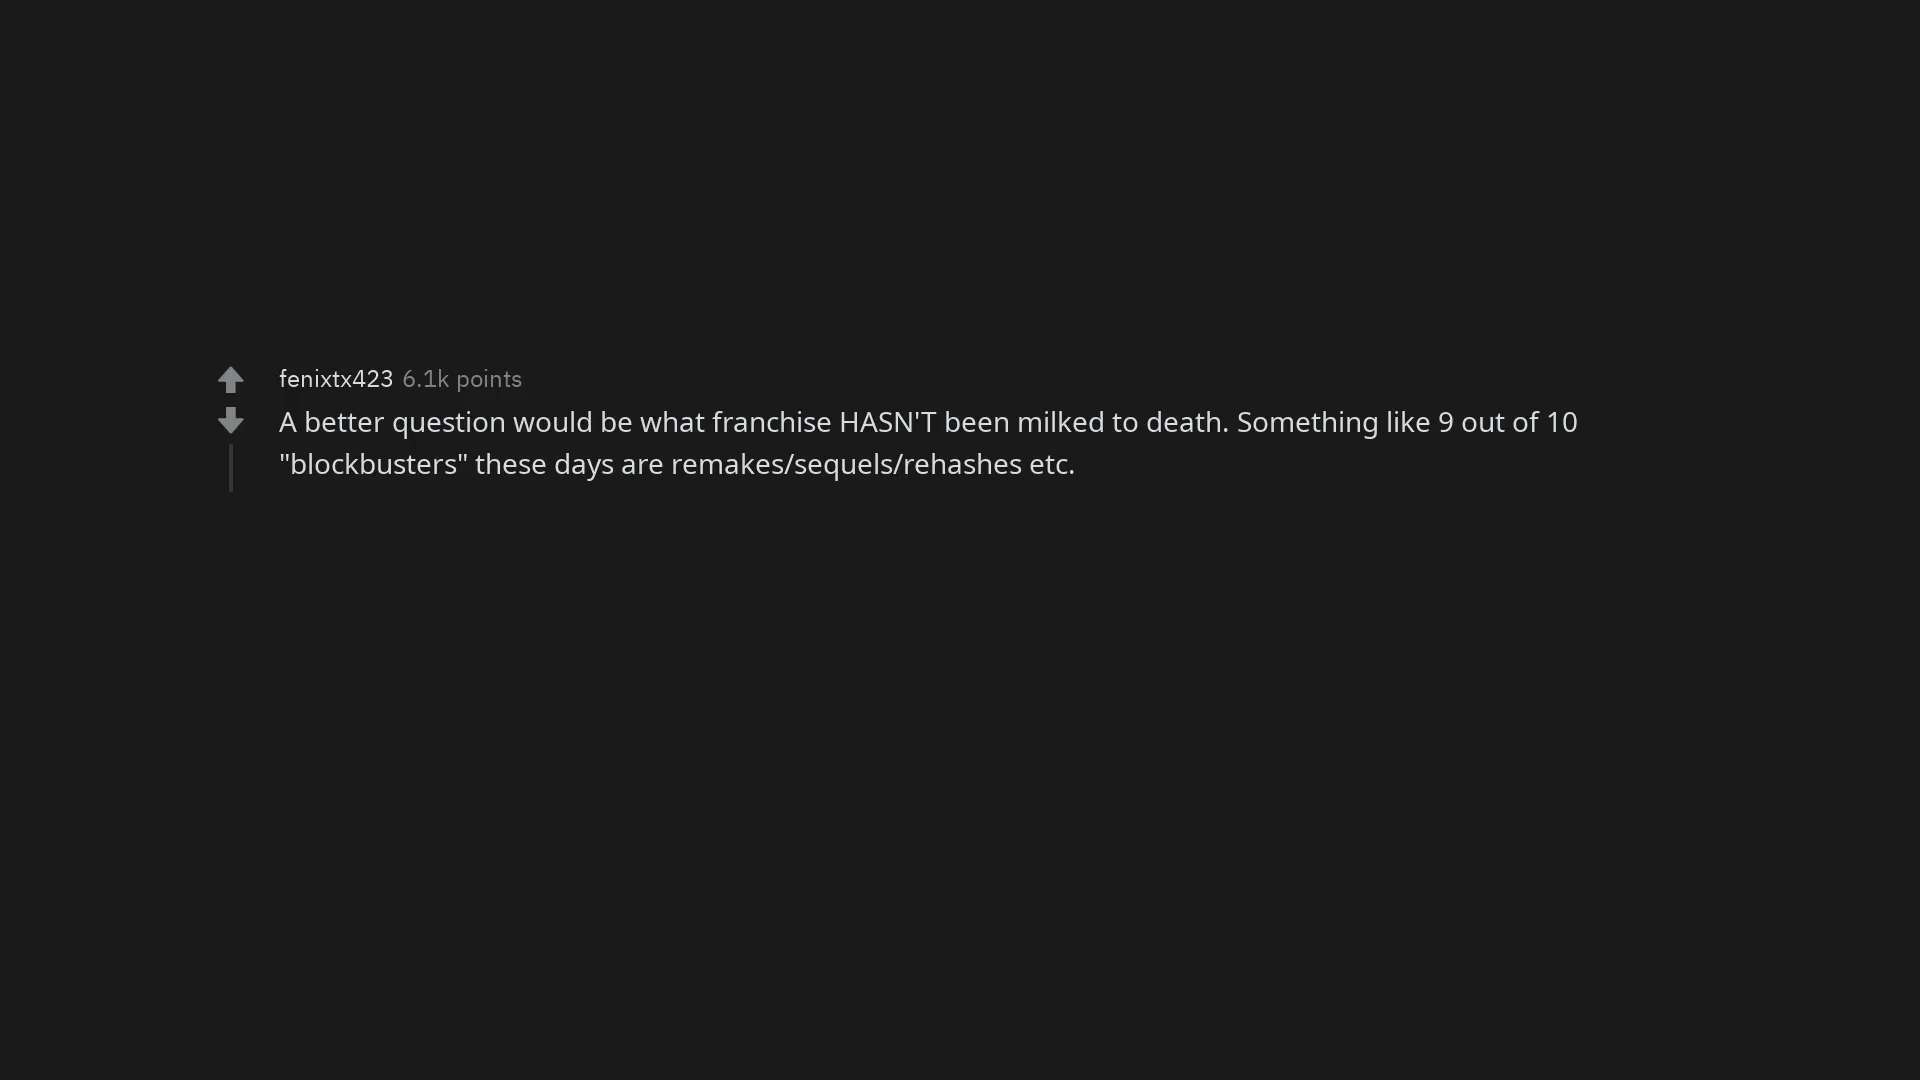 fenixtx423 6.1k points
A better question would be what franchise HASN'T been milked to death. Something like 9 out of 10
"blockbusters" these days are remakes/sequels/rehashes etc.